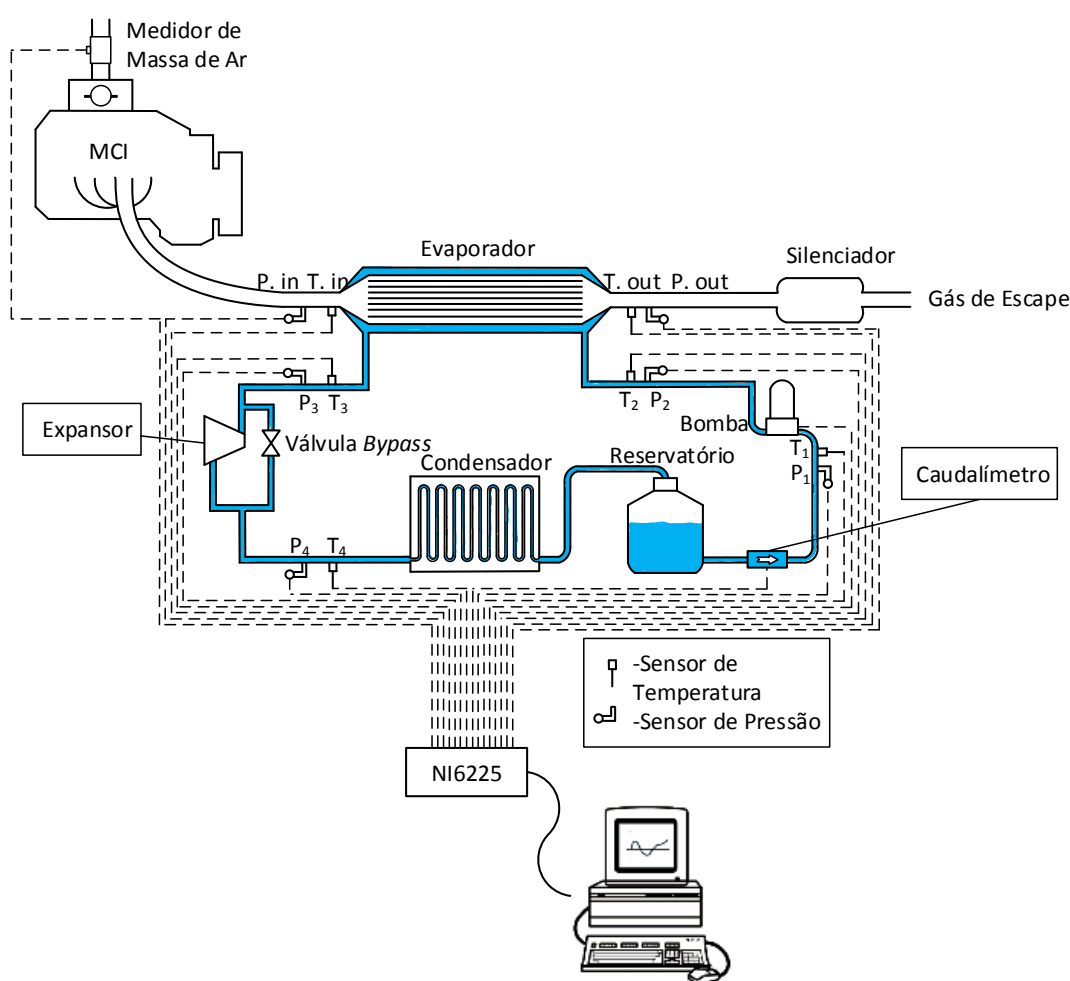 Medidor de
Massa de Ar
MCI
Evaporador
Silenciador
P. in T. in
T. out P. out
Gás de Escape
P3 T3
T2 P2
Expansor
Válvula Bypass
Bomba
T1
P1
Condensador
Reservatório
Caudalímetro
P4 T4
-Sensor de
Temperatura
-Sensor de Pressão
NI6225